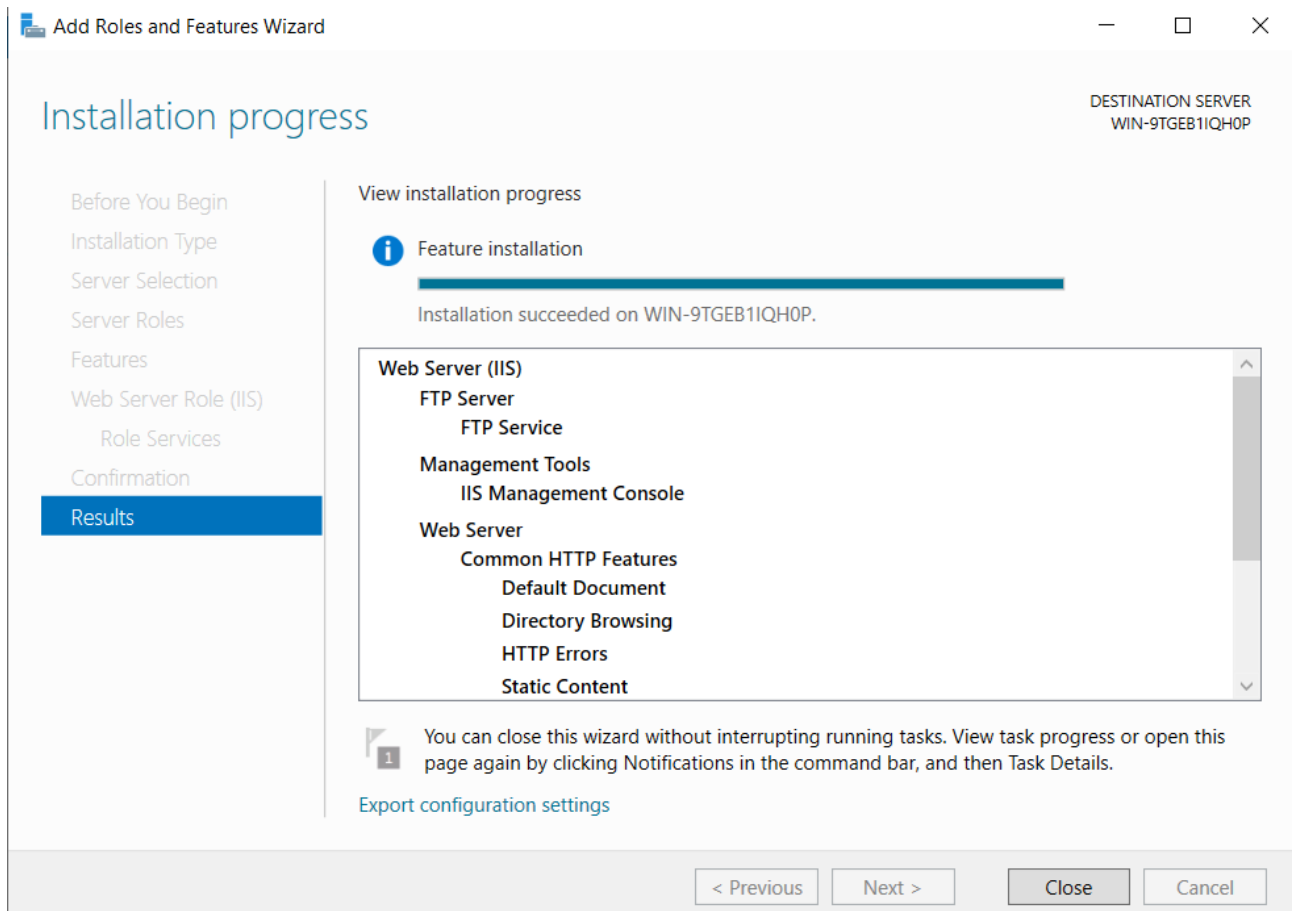 Add Roles and Features Wizard
Installation progress
DESTINATION SERVER
WIN-9TGEB1IQH0P
Before You Begin
Installation Type
Server Selection
Server Roles
Features
Web Server Role (IIS)
Role Services
Confirmation
Results
View installation progress
Feature installation
Installation succeeded on WIN-9TGEB1IQH0P.
Web Server (IIS)
FTP Server
FTP Service
Management Tools
IIS Management Console
Web Server
Common HTTP Features
Default Document
Directory Browsing
HTTP Errors
Static Content
1
You can close this wizard without interrupting running tasks. View task progress or open this
page again by clicking Notifications in the command bar, and then Task Details.
Export configuration settings
< Previous
Next >
Close
Cancel